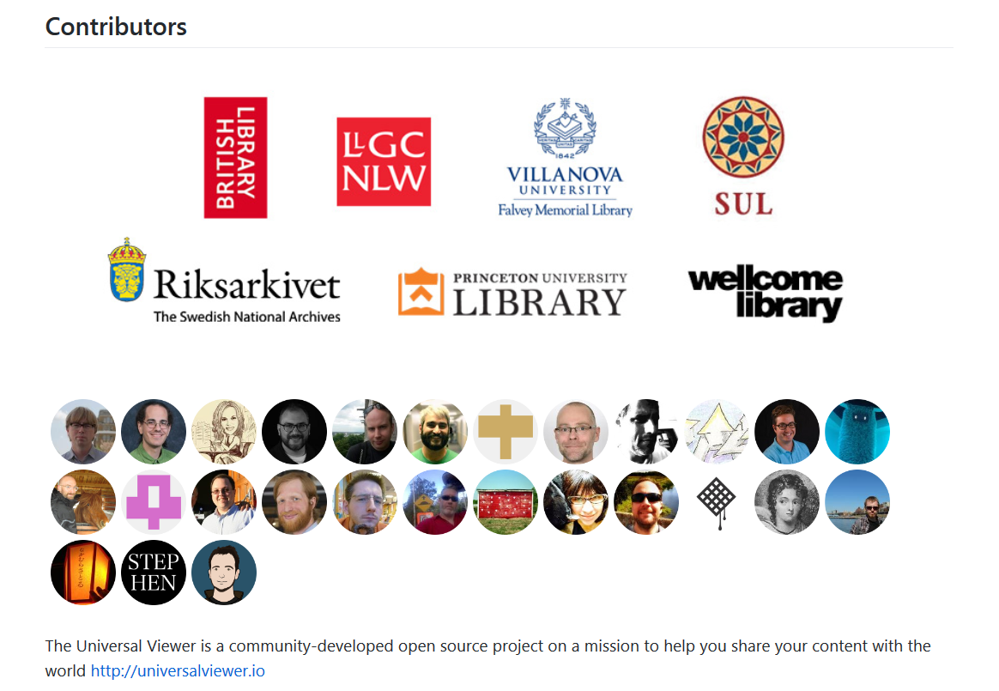 Contributors
BRITISH
LIBRARY
LLGC
NLW
1842
VILLANOVA
UNIVERSITY
Falvey Memorial Library
SUL
Riksarkivet
The Swedish National Archives
PRINCETON UNIVERSITY
LIBRARY
wellcome
library
STEP
HEN
The Universal Viewer is a community-developed open source project on a mission to help you share your content with the
world http://universalviewer.io